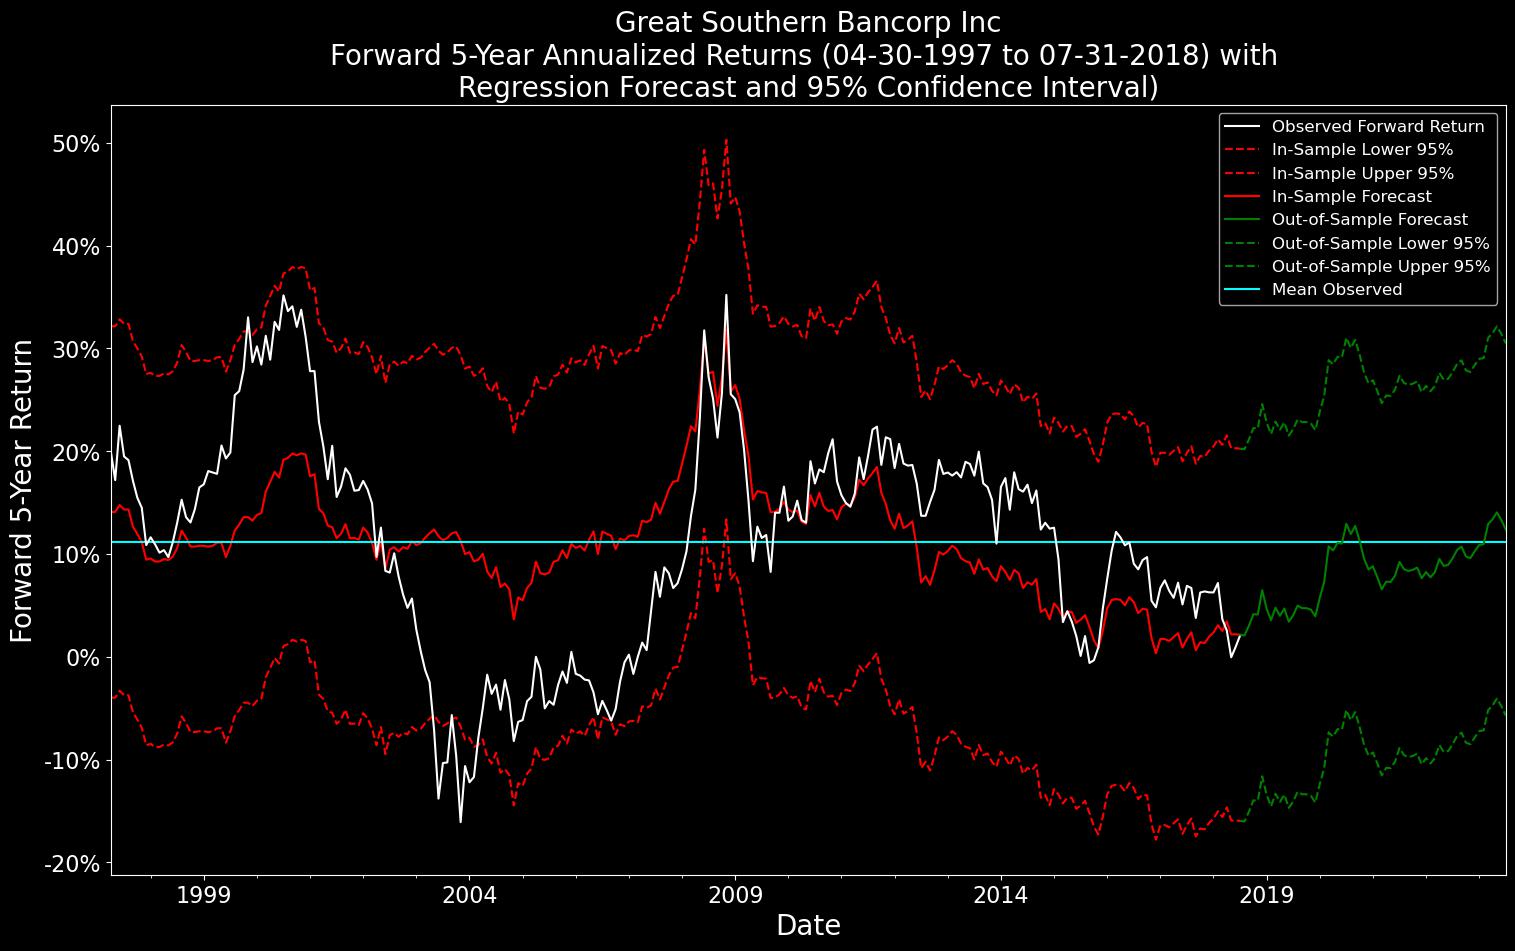 Great Southern Bancorp Inc
Forward 5-Year Annualized Returns (04-30-1997 to 07-31-2018) with
Regression Forecast and 95% Confidence Interval)
Observed Forward Return
In-Sample Lower 95%
In-Sample Upper 95%
In-Sample Forecast
Out-of-Sample Forecast
Out-of-Sample Lower 95%
Out-of-Sample Upper 95%
Mean Observed
Forward 5-Year Return
50%
40%
30%
20%
10%
0%
-10%
-20%
1999
2004
2009
2014
2019
Date